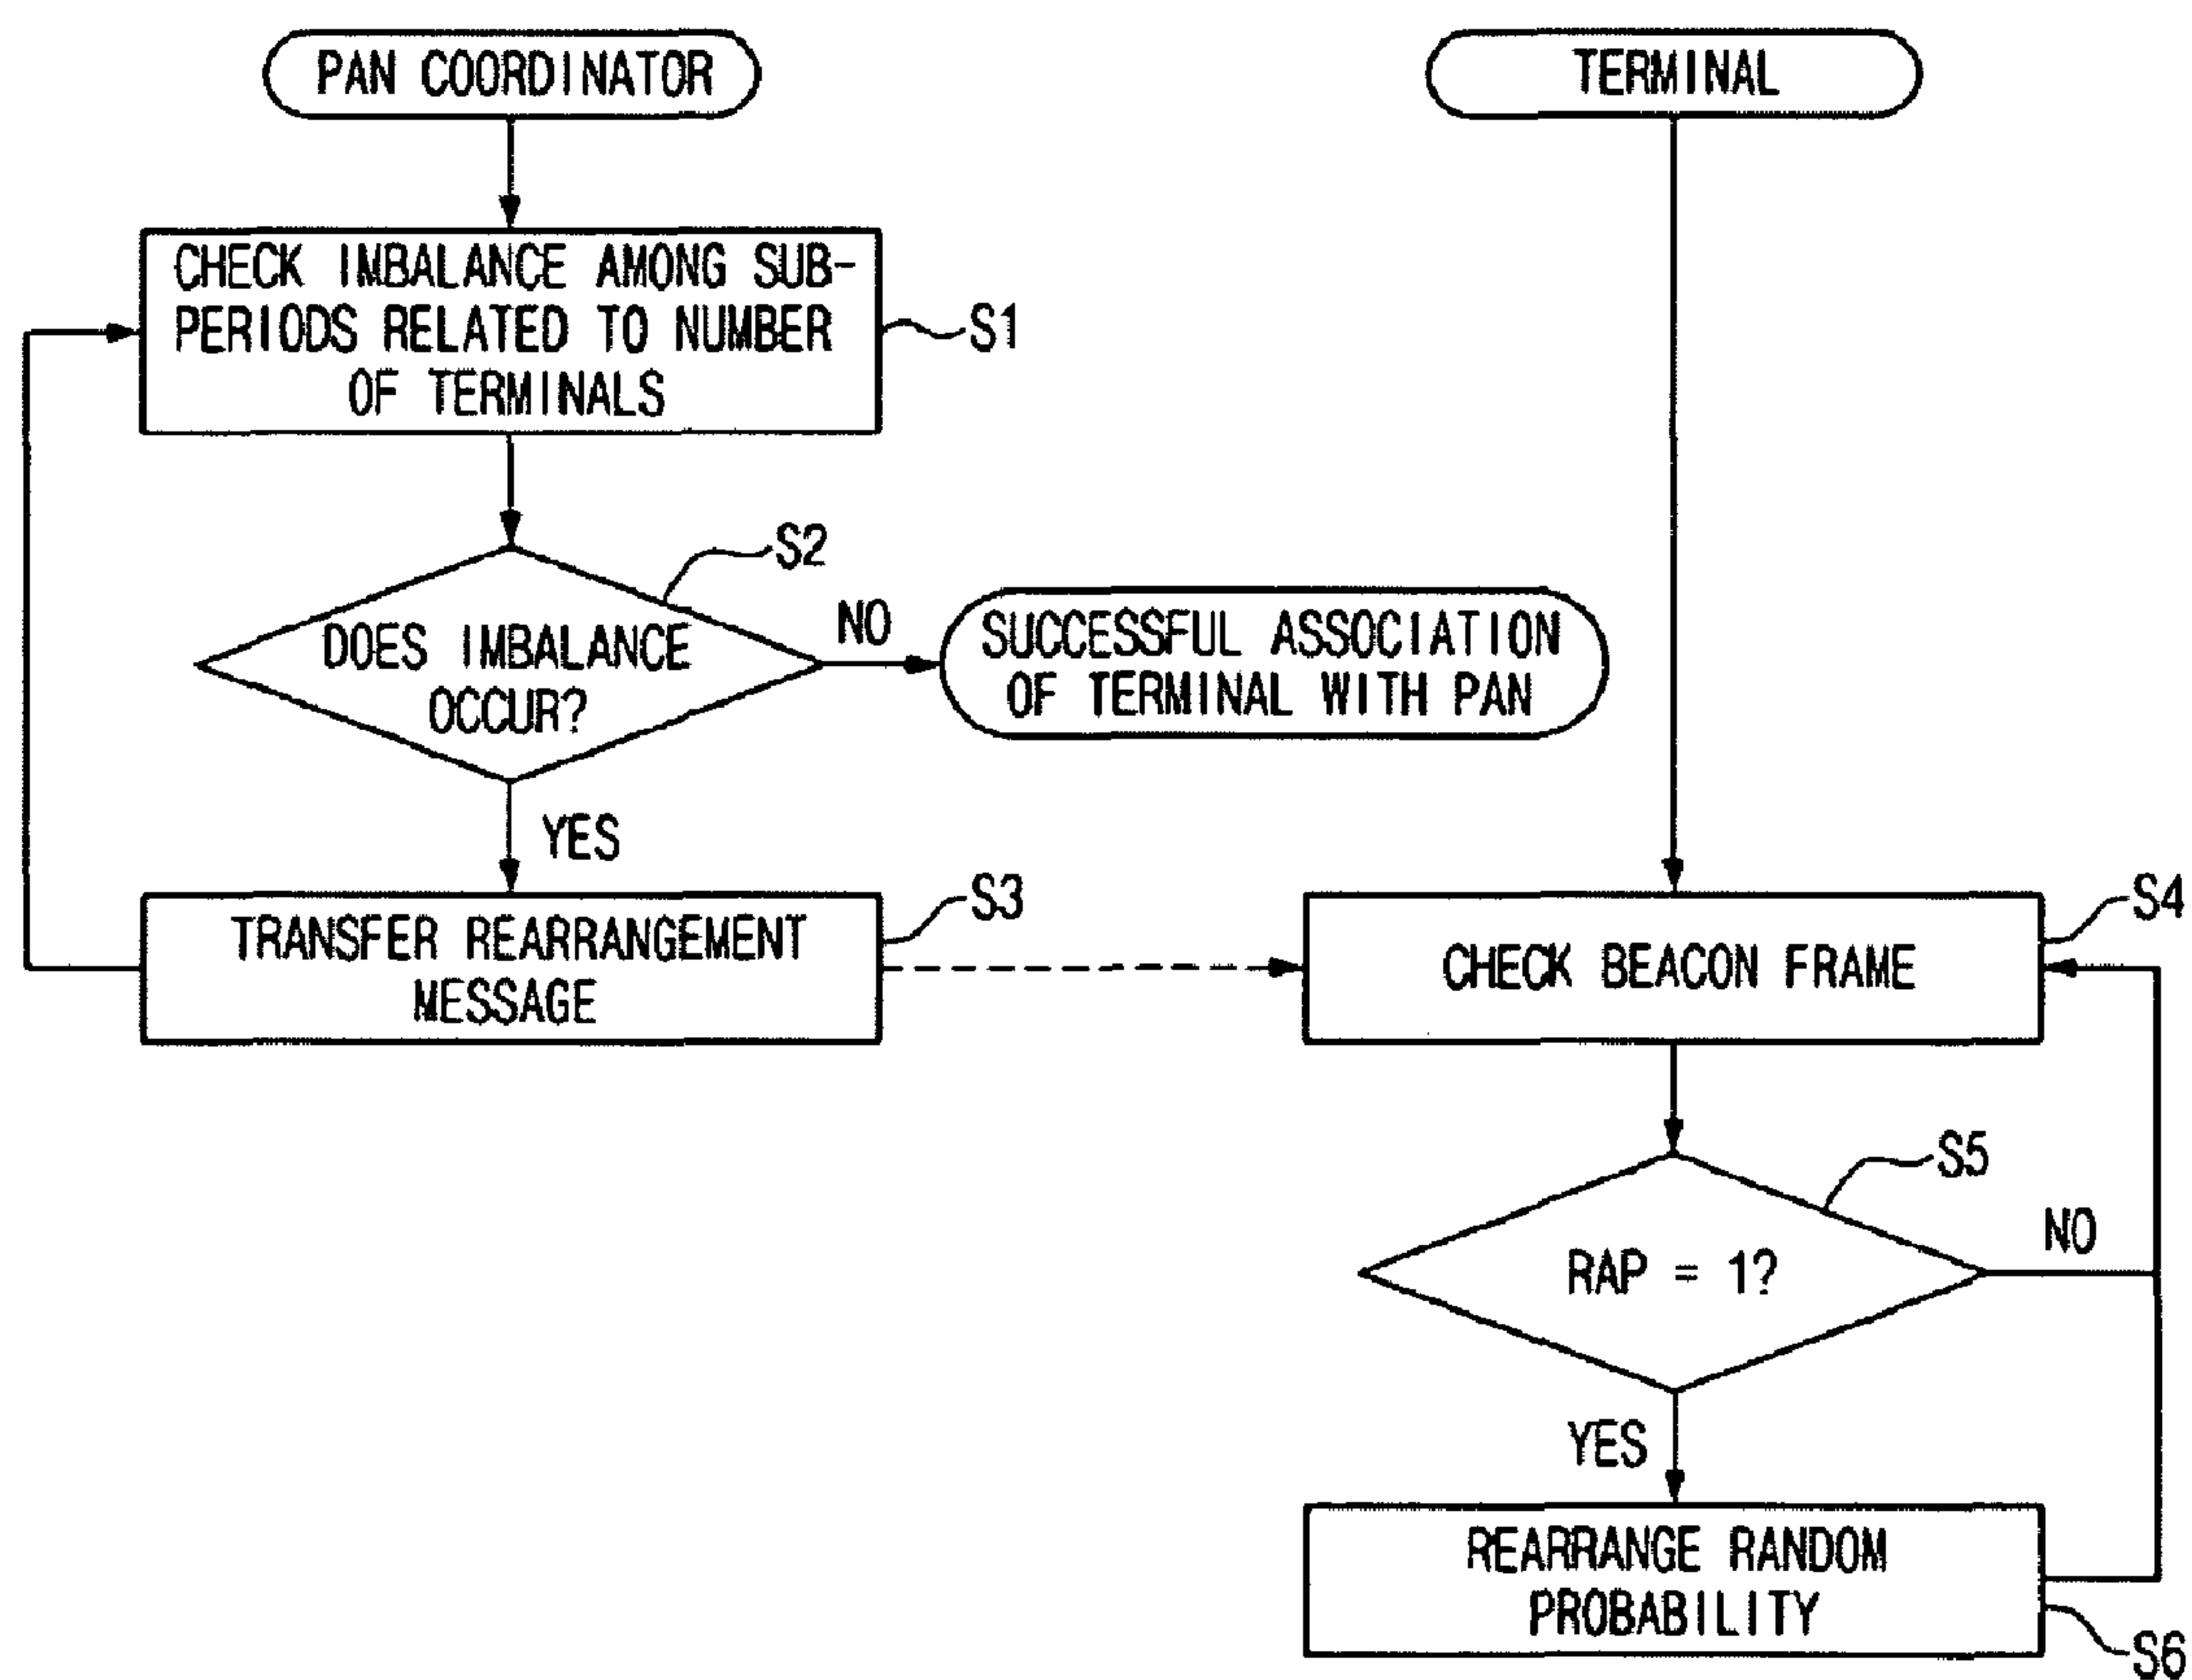 PAN COORDINATOR
TERMINAL
CHECK IMBALANCE AMONG SUB-
PERIODS RELATED TO NUMBER
OF TERMINALS
S1
S2
DOES IMBALANCE
OCCUR?
NO
SUCCESSFUL ASSOCIATION
OF TERMINAL WITH PAN
YES
S3
TRANSFER REARRANGEMENT
MESSAGE
S4
CHECK BEACON FRAME
S5
RAP = 1?
NO
YES
REARRANGE RANDOM
PROBABILITY
S6